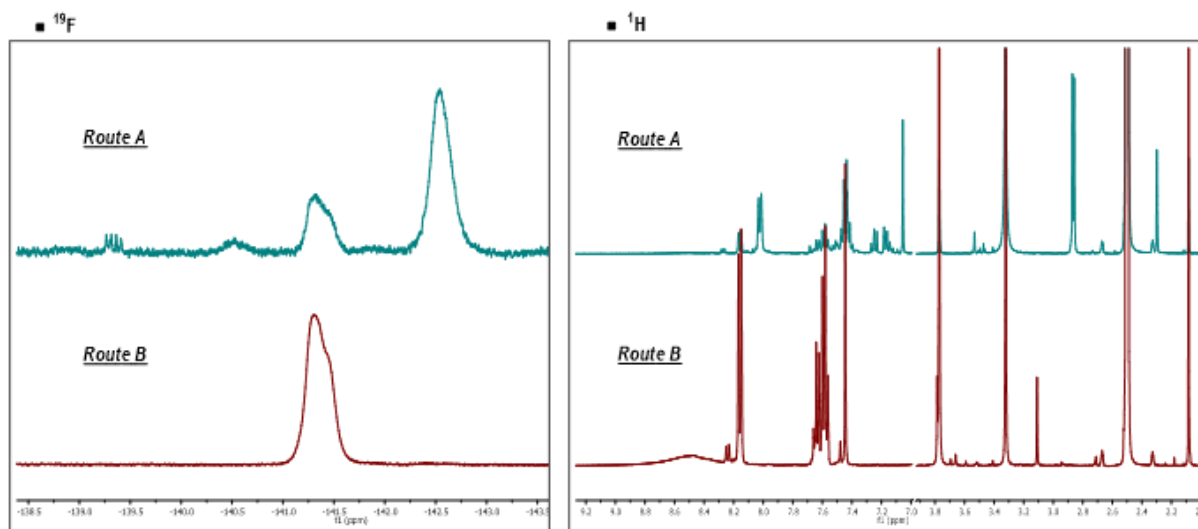 ■ ¹⁹F
■ ¹H
Route A
Route B
-138.5 -139.0 -139.5 -140.0 -140.5 -141.0 -141.5 -142.0 -142.5 -143.0 -143.5
f1 (ppm)
Route A
Route B
9.2 9.0 8.8 8.6 8.4 8.2 8.0 7.8 7.6 7.4 7.2 7.0 3.8 3.6 3.4 3.2 3.0 2.8 2.6 2.4 2.2
f1 (ppm)